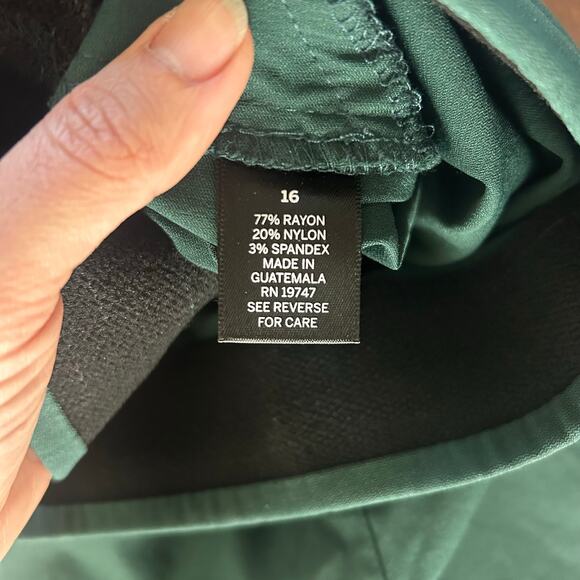 16
77% RAYON
20% NYLON
3% SPANDEX
MADE IN
GUATEMALA
RN 19747
SEE REVERSE
FOR CARE